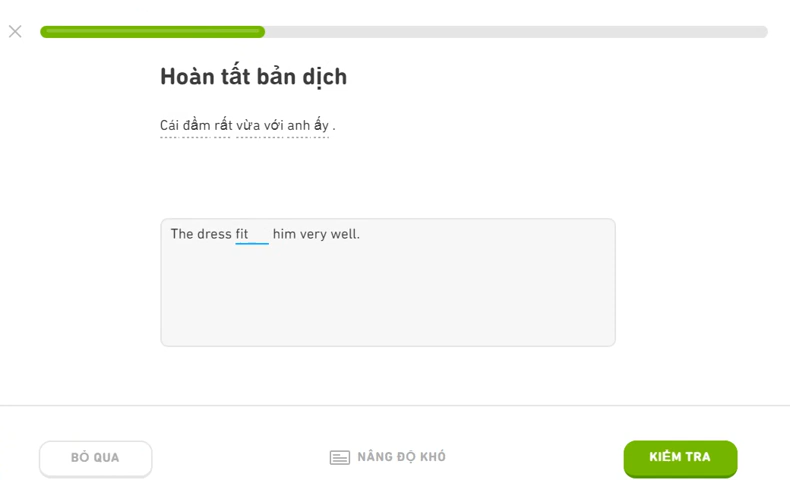 Hoàn tất bản dịch
Cái đầm rất vừa với anh ấy .
The dress fit him very well.
BỎ QUA
NÂNG ĐỘ KHÓ
KIỂM TRA